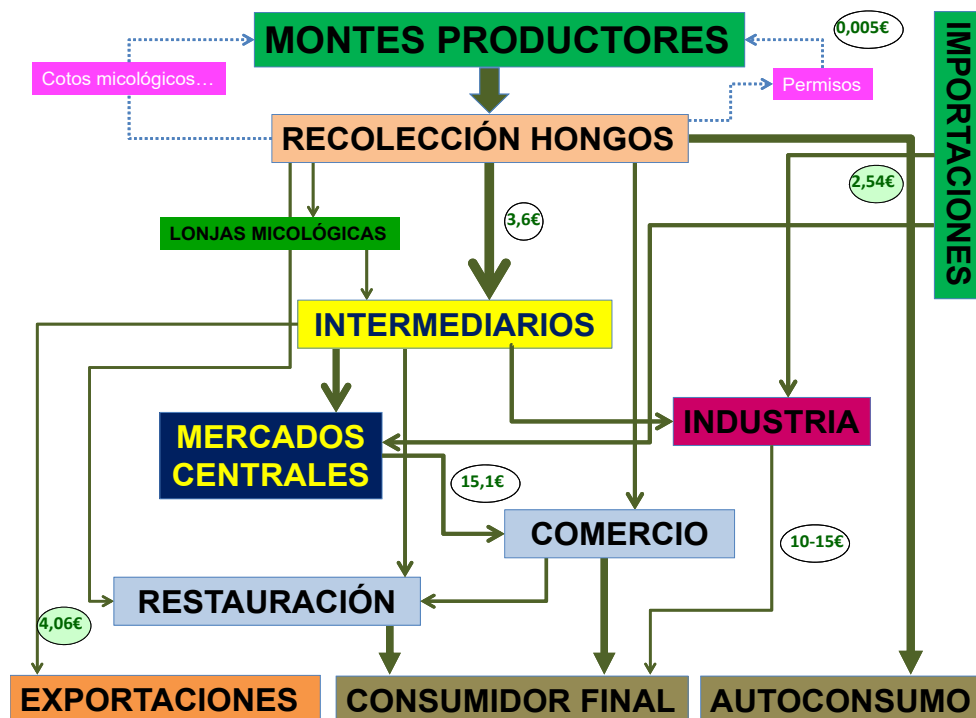 MONTES PRODUCTORES
0,005€
IMPORTACIONES
Cotos micológicos…
Permisos
RECOLECCIÓN HONGOS
2,54€
3,6€
LONJAS MICOLÓGICAS
INTERMEDIARIOS
MERCADOS
CENTRALES
INDUSTRIA
15,1€
COMERCIO
10-15€
RESTAURACIÓN
4,06€
EXPORTACIONES
CONSUMIDOR FINAL
AUTOCONSUMO